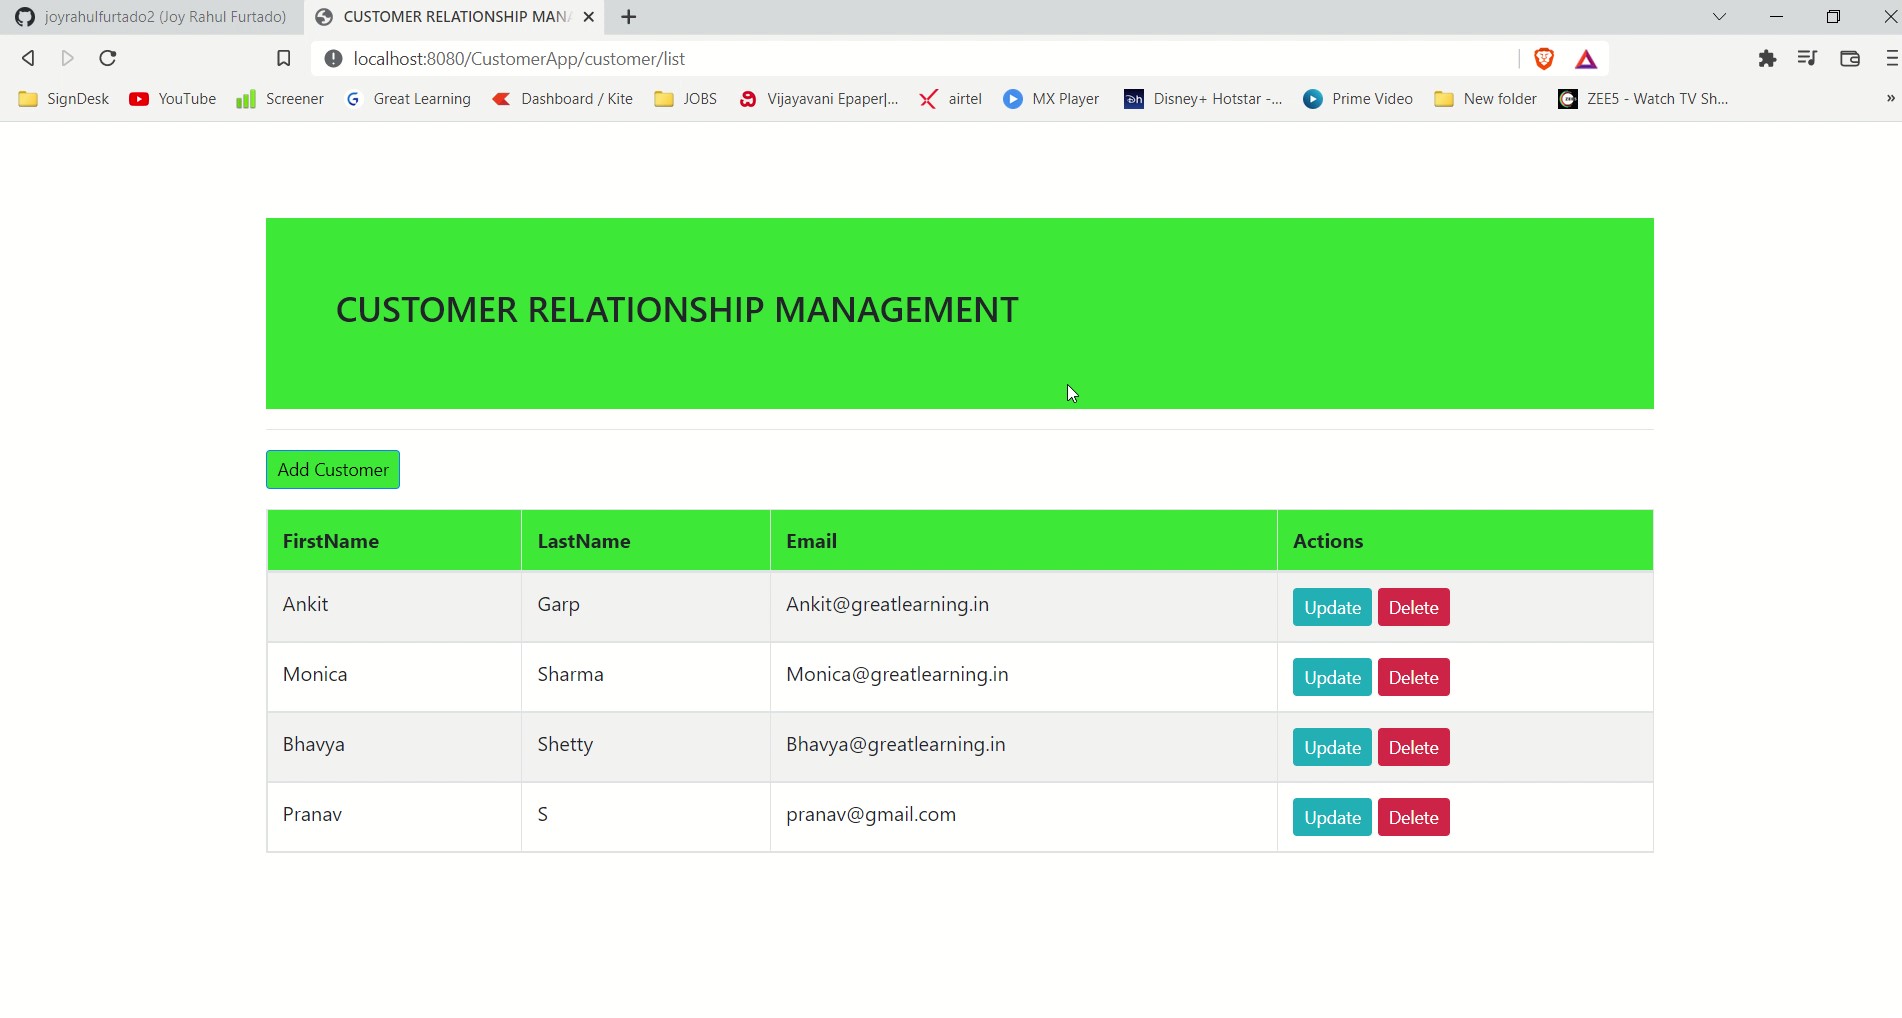 joyrahulfurtado2 (Joy Rahul Furtado) CUSTOMER RELATIONSHIP MANA
localhost:8080/CustomerApp/customer/list
SignDesk YouTube Screener Great Learning Dashboard / Kite JOBS Vijayavani Epaper|... airtel MX Player Disney+ Hotstar -... Prime Video New folder ZEE5 - Watch TV Sh... »
CUSTOMER RELATIONSHIP MANAGEMENT
Add Customer
FirstName LastName Email Actions
Ankit Garp Ankit@greatlearning.in Update Delete
Monica Sharma Monica@greatlearning.in Update Delete
Bhavya Shetty Bhavya@greatlearning.in Update Delete
Pranav S pranav@gmail.com Update Delete